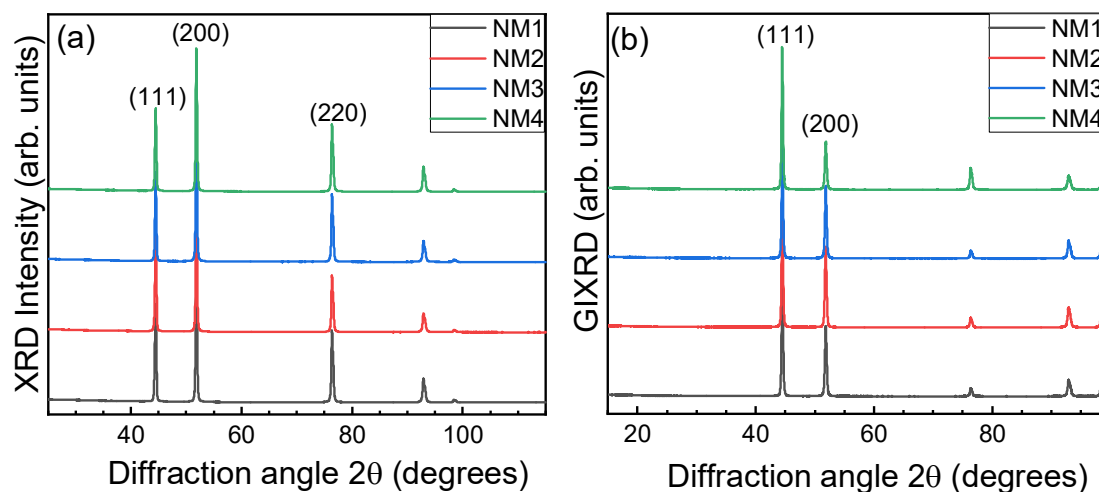 (a)
(200)
(111)
(220)
NM1
NM2
NM3
NM4
XRD Intensity (arb. units)
40 60 80 100
Diffraction angle 2θ (degrees)
(b)
(111)
(200)
NM1
NM2
NM3
NM4
GIXRD (arb. units)
20 40 60 80
Diffraction angle 2θ (degrees)